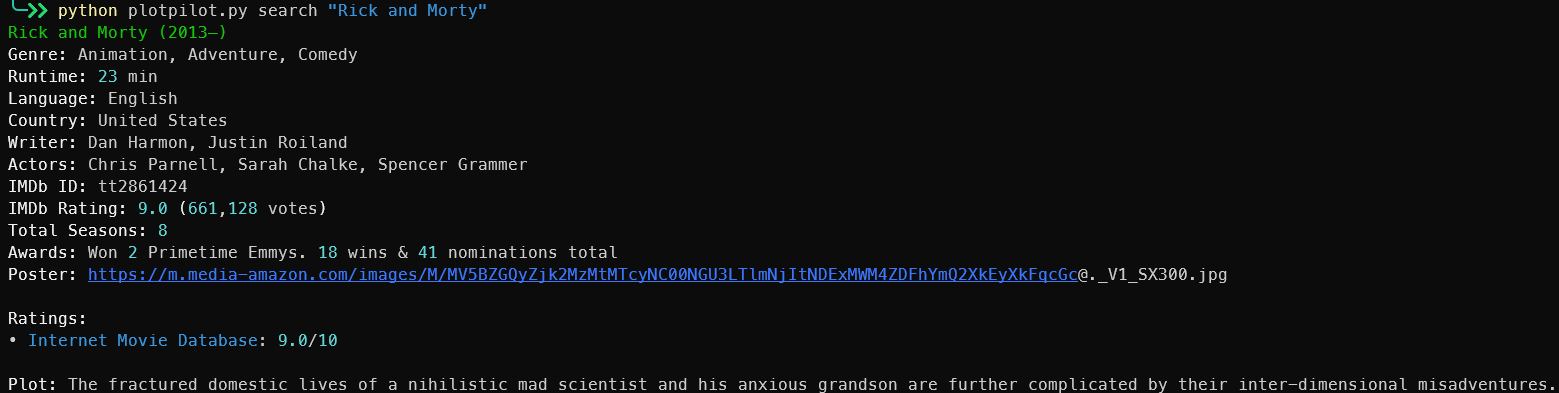 python plotpilot.py search "Rick and Morty"
Rick and Morty (2013–)
Genre: Animation, Adventure, Comedy
Runtime: 23 min
Language: English
Country: United States
Writer: Dan Harmon, Justin Roiland
Actors: Chris Parnell, Sarah Chalke, Spencer Grammer
IMDb ID: tt2861424
IMDb Rating: 9.0 (661,128 votes)
Total Seasons: 8
Awards: Won 2 Primetime Emmys. 18 wins & 41 nominations total
Poster: https://m.media-amazon.com/images/M/MV5BZGQyZjk2MzMtMTcyNC00NGU3LTlmNjItNDExMWM4ZDFhYmQ2XkEyXkFqcGc@._V1_SX300.jpg
Ratings:
• Internet Movie Database: 9.0/10
Plot: The fractured domestic lives of a nihilistic mad scientist and his anxious grandson are further complicated by their inter-dimensional misadventures.